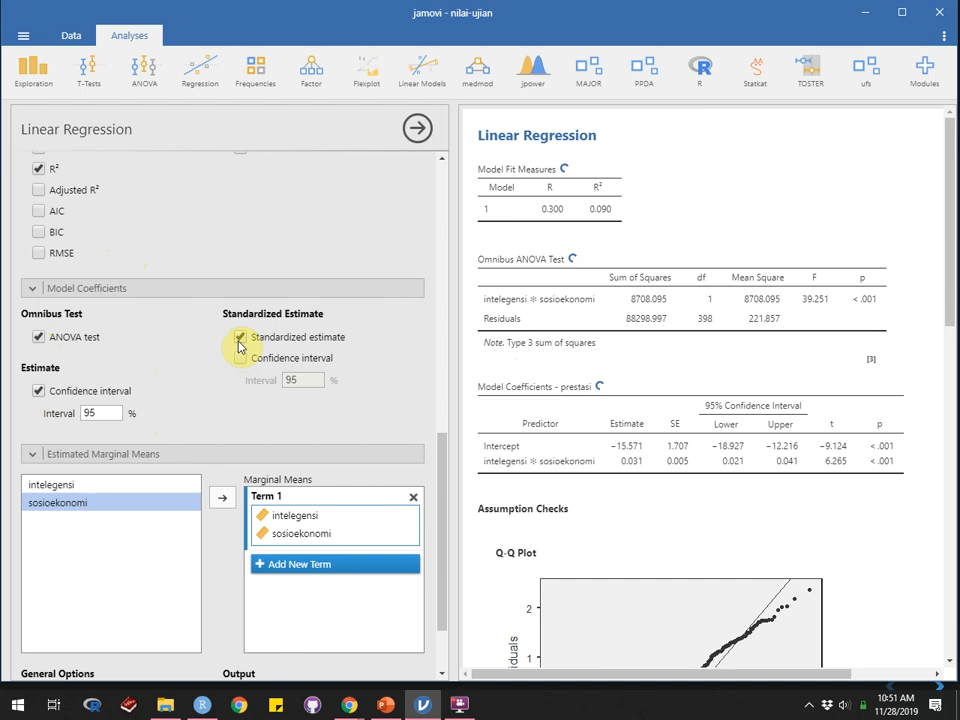 jamovi - nilai-ujian
Data
Analyses
Exploration
T-Tests
ANOVA
Regression
Frequencies
Factor
Flexplot
Linear Models
medmod
jpower
MAJOR
PPDA
R
Statkat
TOSTER
ufs
Modules
Linear Regression
R²
Adjusted R²
AIC
BIC
RMSE
Model Coefficients
Omnibus Test
Standardized Estimate
ANOVA test
Standardized estimate
Confidence interval
Interval 95 %
Estimate
Confidence interval
Interval 95 %
Estimated Marginal Means
intelegensi
sosioekonomi
Marginal Means
Term 1
intelegensi
sosioekonomi
Add New Term
General Options
Output
Linear Regression
Model Fit Measures
Model R R²
1 0.300 0.090
Omnibus ANOVA Test
Sum of Squares df Mean Square F p
intelegensi ✻ sosioekonomi 8708.095 1 8708.095 39.251 < .001
Residuals 88298.997 398 221.857
Note. Type 3 sum of squares
[3]
Model Coefficients - prestasi
95% Confidence Interval
Predictor Estimate SE Lower Upper t p
Intercept −15.571 1.707 −18.927 −12.216 −9.124 < .001
intelegensi ✻ sosioekonomi 0.031 0.005 0.021 0.041 6.265 < .001
Assumption Checks
Q-Q Plot
2
1
10:51 AM
11/28/2019